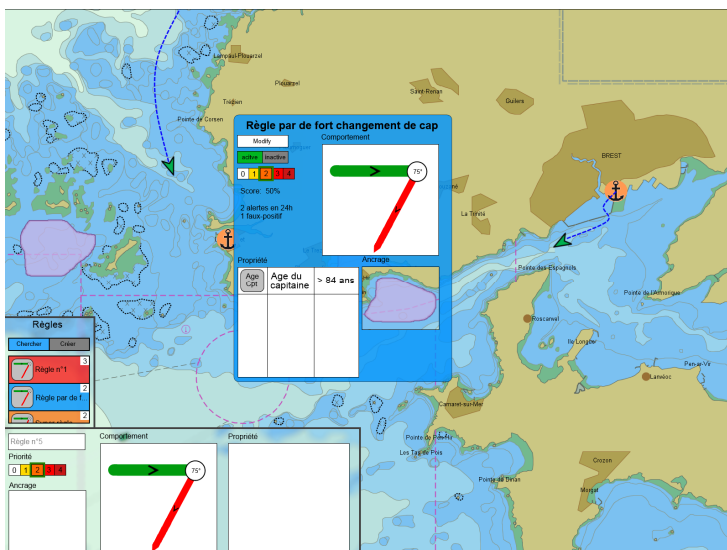 Lampaul-Plouarzel
Plouarzel
Saint-Renan
Trézien
Guilers
Pointe de Corsen
Règle par de fort changement de cap
Modify
Comportement
active
Inactive
0 1 2 3 4
75°
BREST
Score: 50%
2 alertes en 24h
1 faux-positif
La Trinité
Propriété
Ancrage
Age Cpt
Age du capitaine
> 84 ans
Pointe des Espagnols
Pointe de l'Armorique
Roscanvel
Ile Longue
Pen-ar-Vir
Lanvéoc
Règles
Chercher
Créer
Règle n°1
3
Règle par de f...
2
2
Camaret-sur-Mer
Les Tas de Pois
Pointe de Dinan
Crozon
Morgat
Règle n°5
Comportement
Propriété
Priorité
0 1 2 3 4
75°
Ancrage